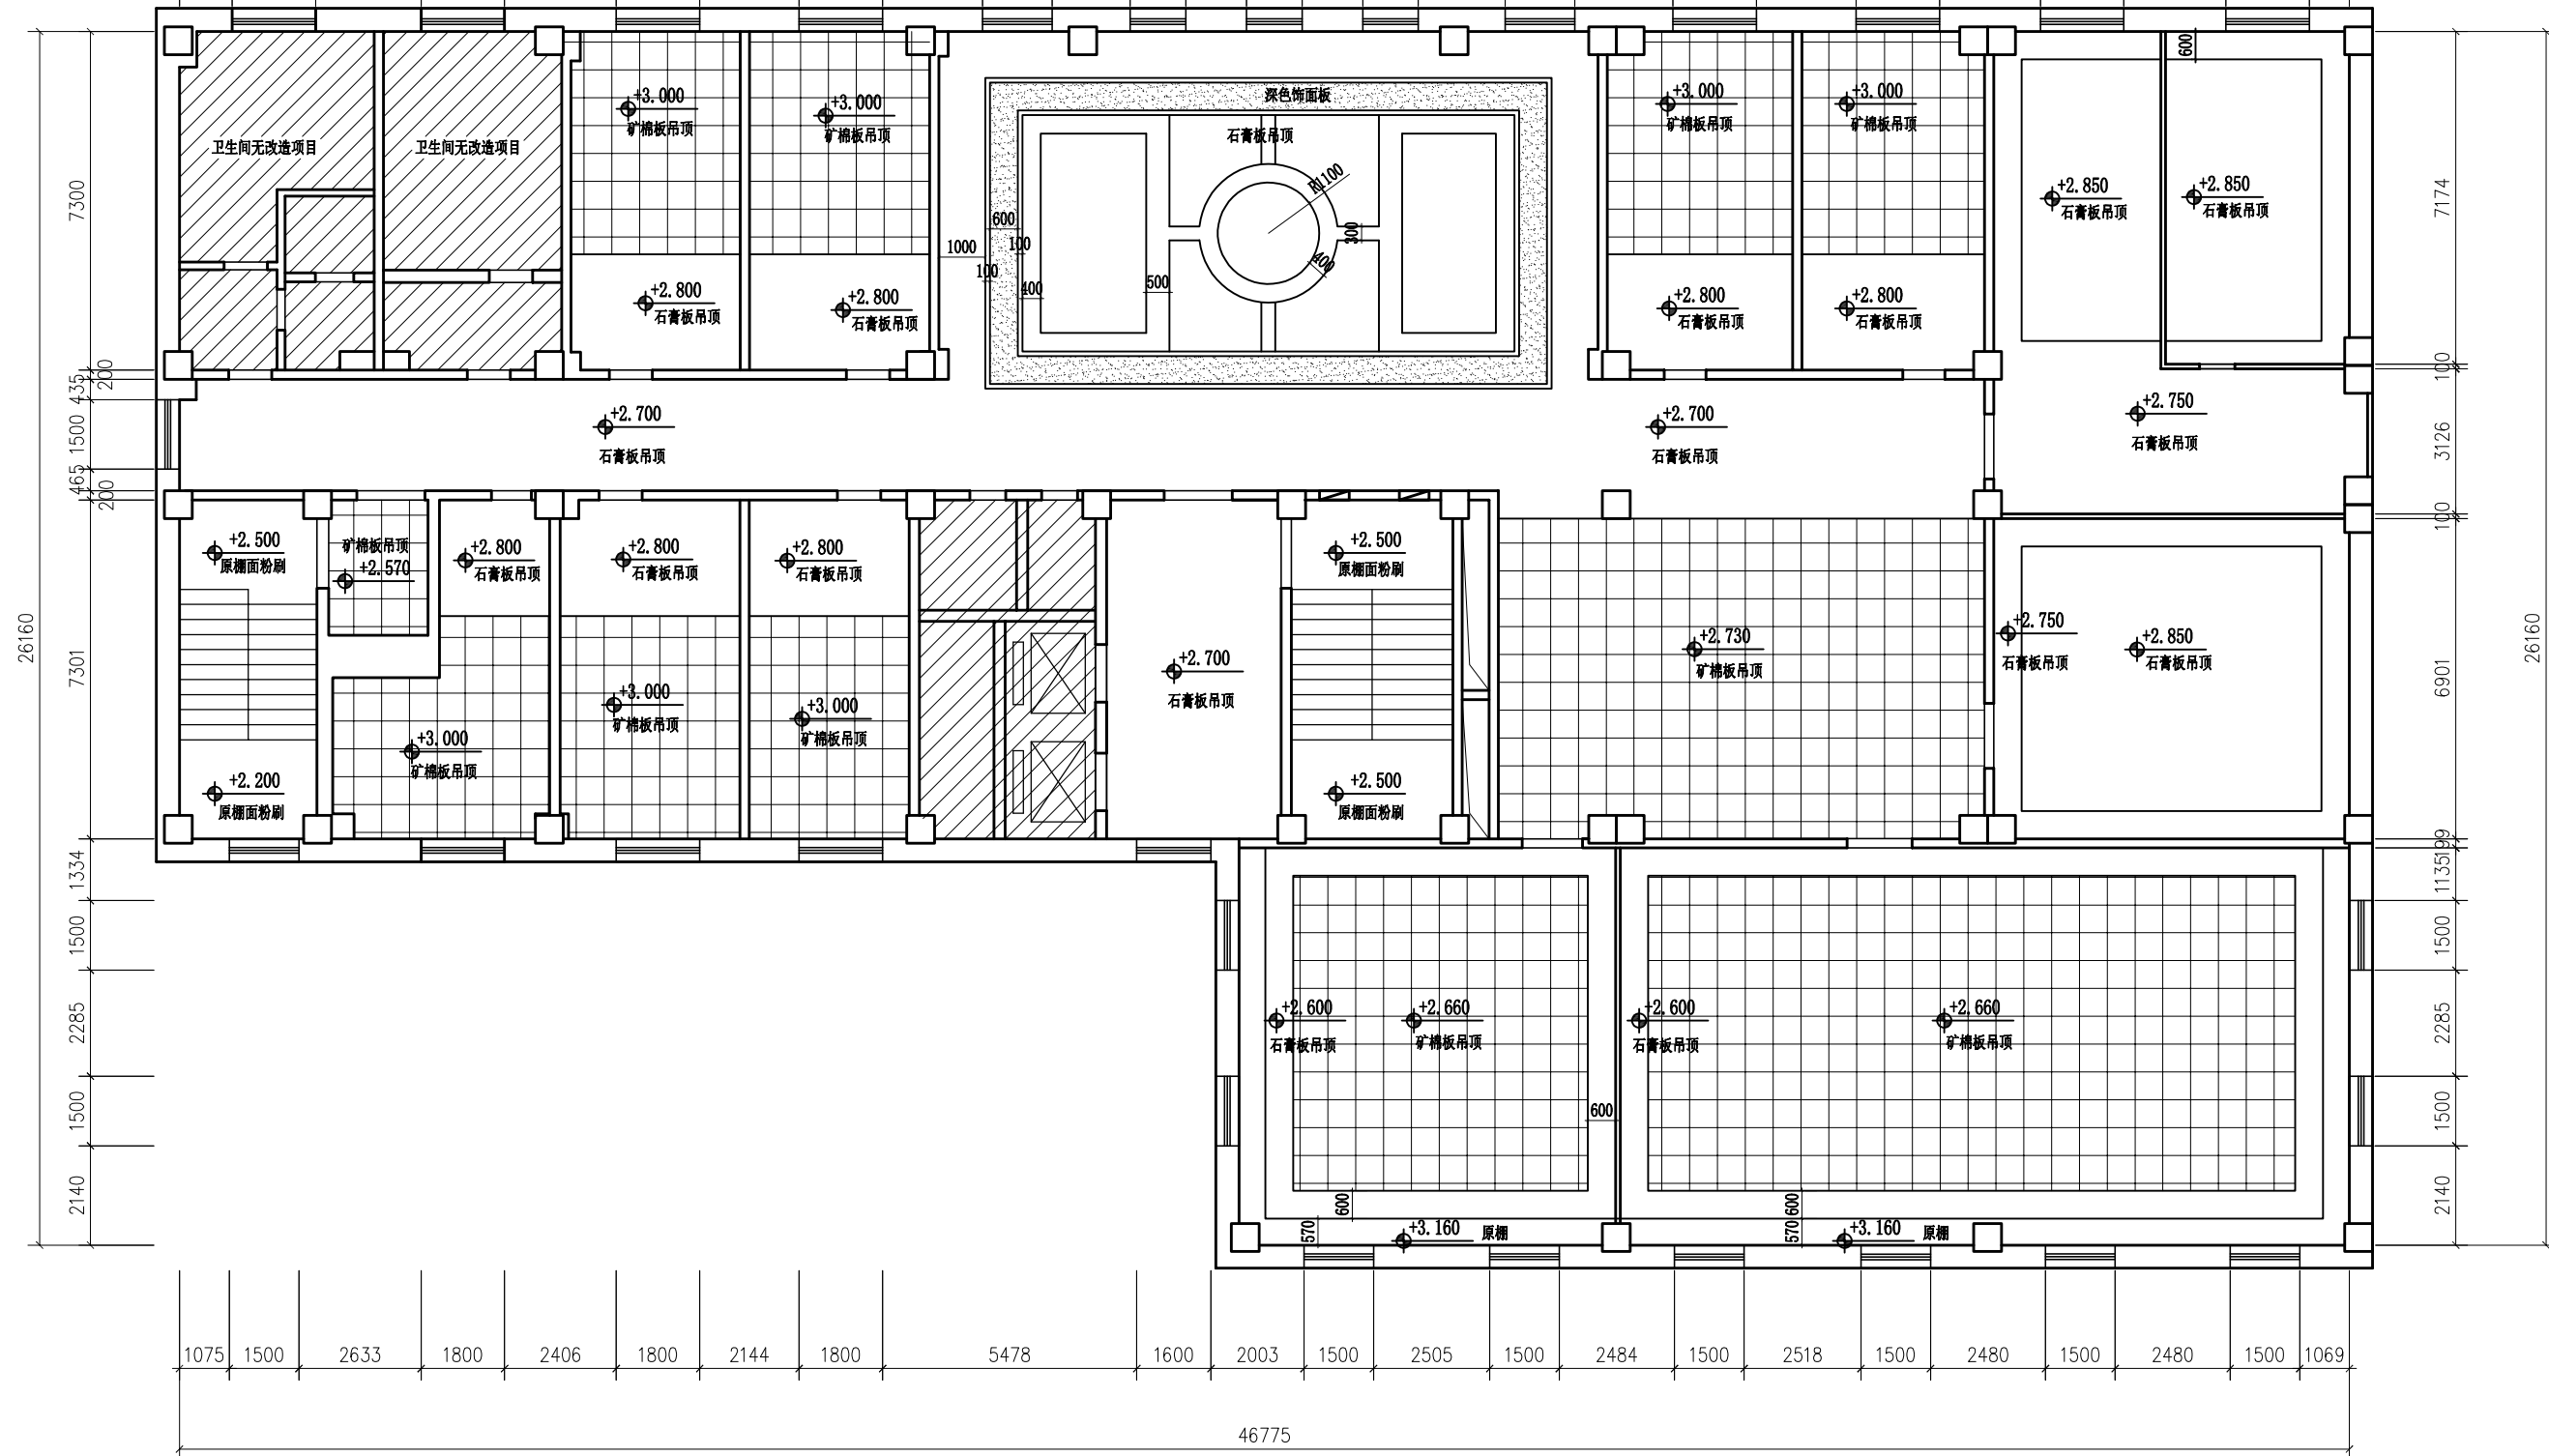 600
深色饰面板
+3. 000
矿棉板吊顶
+3. 000
矿棉板吊顶
石膏板吊顶
+3. 000
矿棉板吊顶
+3. 000
矿棉板吊顶
卫生间无改造项目
卫生间无改造项目
R1100
+2. 850
石膏板吊顶
+2. 850
石膏板吊顶
7300
7174
600
1000
100
100
400
500
300
400
+2. 800
石膏板吊顶
+2. 800
石膏板吊顶
+2. 800
石膏板吊顶
+2. 800
石膏板吊顶
200
435
1500
465
200
100
3126
100
+2. 700
石膏板吊顶
+2. 700
石膏板吊顶
+2. 750
石膏板吊顶
+2. 500
原棚面粉刷
矿棉板吊顶
+2. 570
+2. 800
石膏板吊顶
+2. 800
石膏板吊顶
+2. 800
石膏板吊顶
+2. 500
原棚面粉刷
26160
7301
6901
26160
+2. 700
石膏板吊顶
+2. 730
矿棉板吊顶
+2. 750
石膏板吊顶
+2. 850
石膏板吊顶
+3. 000
矿棉板吊顶
+3. 000
矿棉板吊顶
+3. 000
矿棉板吊顶
+2. 200
原棚面粉刷
+2. 500
原棚面粉刷
1334
1500
2285
1500
2140
199
1135
1500
2285
1500
2140
+2. 600
石膏板吊顶
+2. 660
矿棉板吊顶
+2. 600
石膏板吊顶
+2. 660
矿棉板吊顶
600
600
570
600
570
+3. 160 原棚
+3. 160 原棚
1075 1500 2633 1800 2406 1800 2144 1800 5478 1600 2003 1500 2505 1500 2484 1500 2518 1500 2480 1500 2480 1500 1069
46775